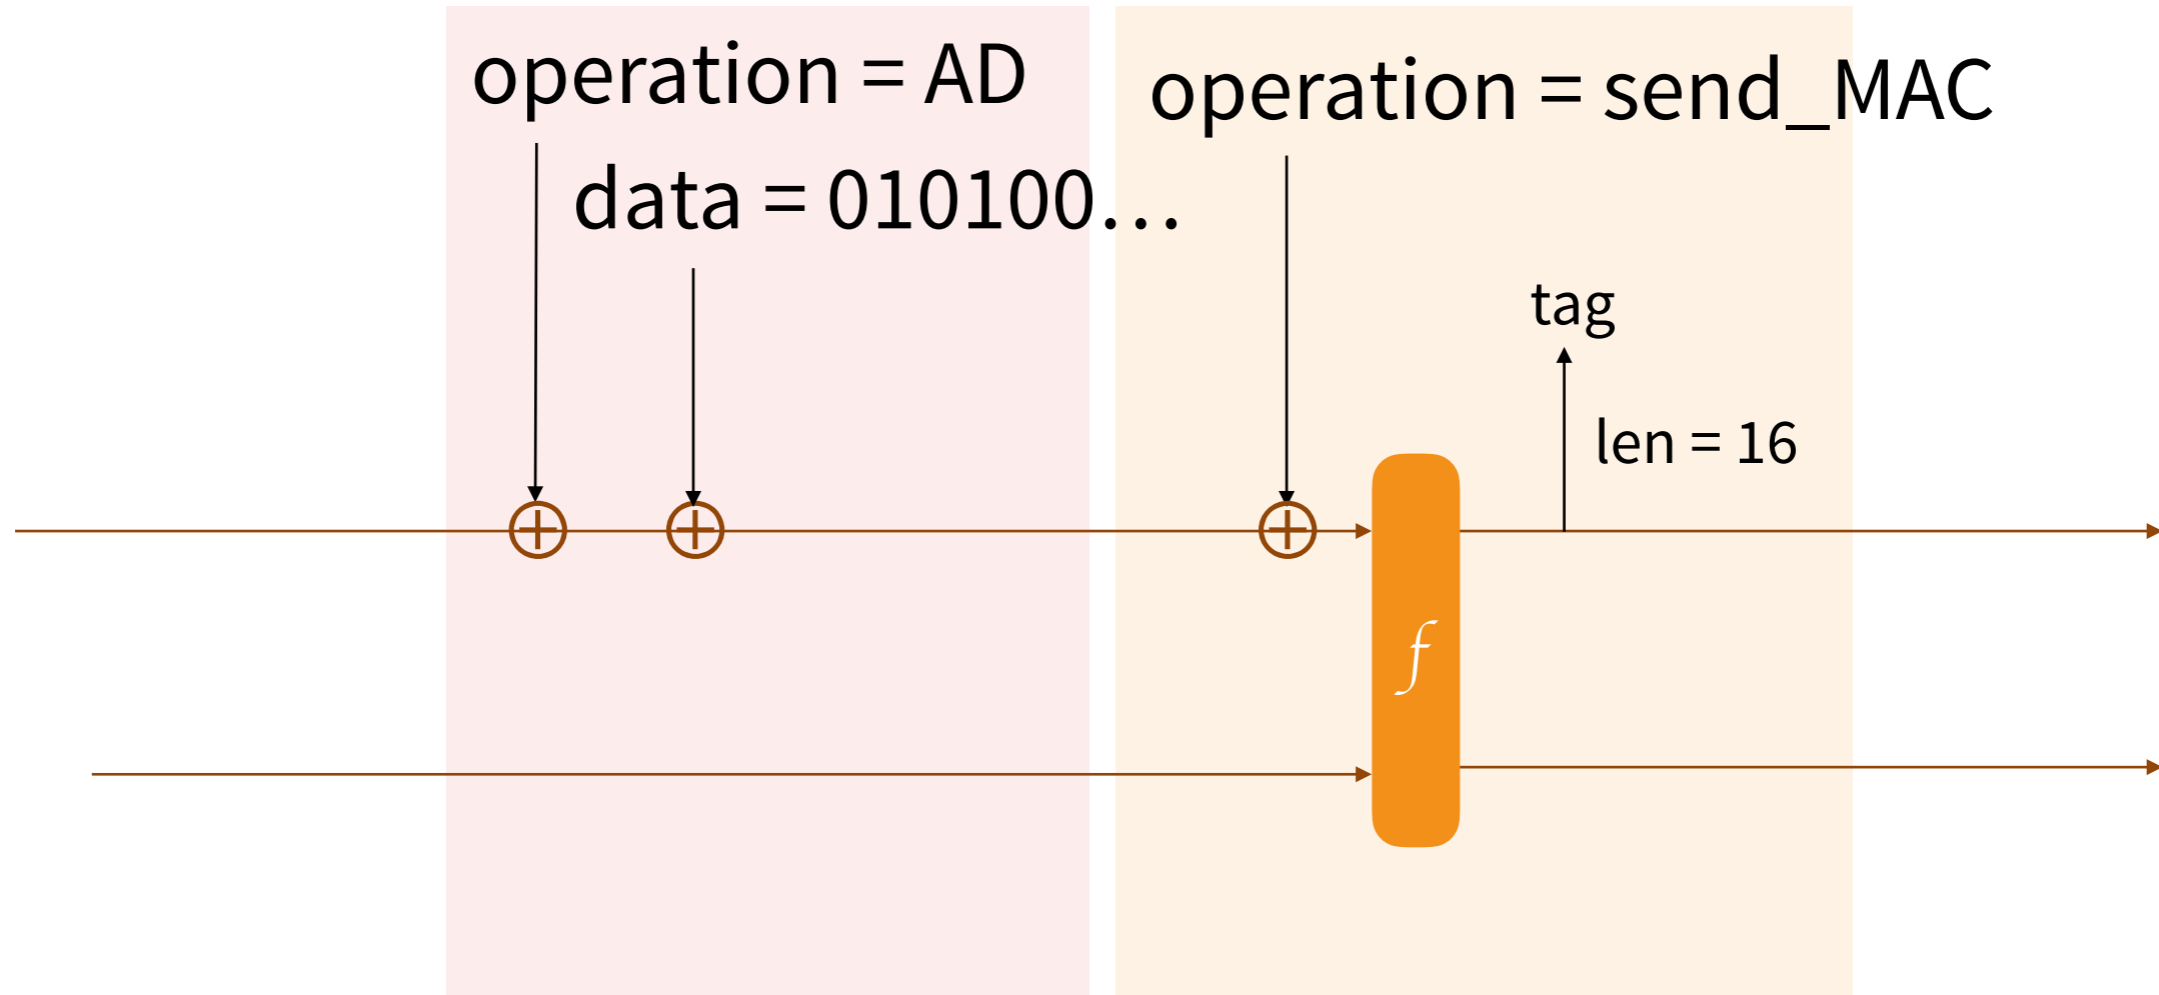 operation = AD
data = 010100…
operation = send_MAC
tag
len = 16
f